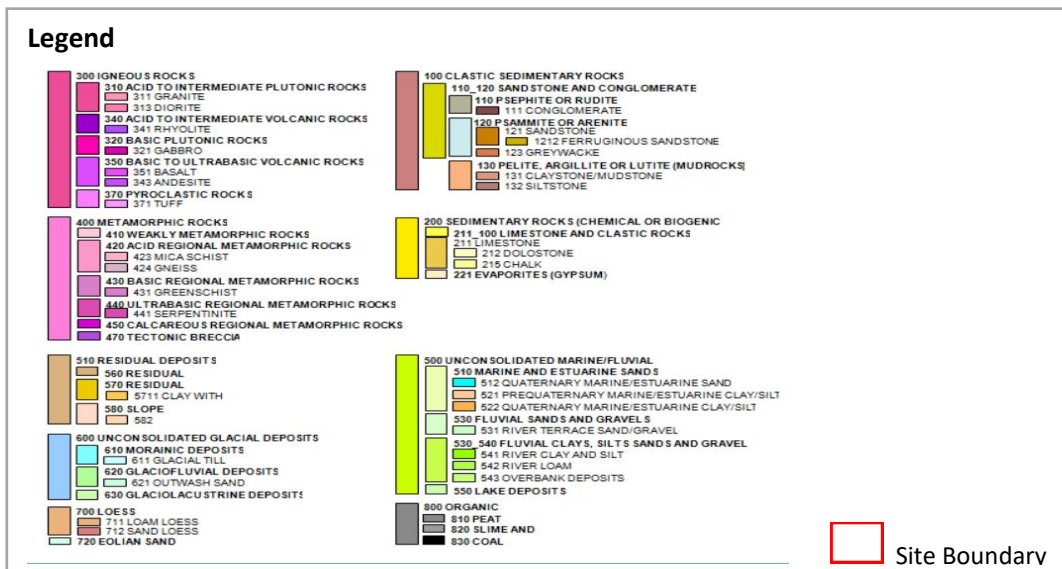 Legend
300 IGNEOUS ROCKS
310 ACID TO INTERMEDIATE PLUTONIC ROCKS
311 GRANITE
313 DIORITE
340 ACID TO INTERMEDIATE VOLCANIC ROCKS
341 RHYOLITE
320 BASIC PLUTONIC ROCKS
321 GABBRO
350 BASIC TO ULTRABASIC VOLCANIC ROCKS
351 BASALT
343 ANDESITE
370 PYROCLASTIC ROCKS
371 TUFF
400 METAMORPHIC ROCKS
410 WEAKLY METAMORPHIC ROCKS
420 ACID REGIONAL METAMORPHIC ROCKS
423 MICA SCHIST
424 GNEISS
430 BASIC REGIONAL METAMORPHIC ROCKS
431 GREENSCHIST
440 ULTRABASIC REGIONAL METAMORPHIC ROCKS
441 SERPENTINITE
450 CALCAREOUS REGIONAL METAMORPHIC ROCKS
470 TECTONIC BRECCIA
510 RESIDUAL DEPOSITS
560 RESIDUAL
570 RESIDUAL
5711 CLAY WITH
580 SLOPE
582
600 UNCONSOLIDATED GLACIAL DEPOSITS
610 MORAINIC DEPOSITS
611 GLACIAL TILL
620 GLACIOFLUVIAL DEPOSITS
621 OUTWASH SAND
630 GLACIOLACUSTRINE DEPOSITS
700 LOESS
711 LOAM LOESS
712 SAND LOESS
720 EOLIAN SAND
100 CLASTIC SEDIMENTARY ROCKS
110_120 SANDSTONE AND CONGLOMERATE
110 PSEPHITE OR RUDITE
111 CONGLOMERATE
120 PSAMMITE OR ARENITE
121 SANDSTONE
1212 FERRUGINOUS SANDSTONE
123 GREYWACKE
130 PELITE, ARGILLITE OR LUTITE (MUDROCKS)
131 CLAYSTONE/MUDSTONE
132 SILTSTONE
200 SEDIMENTARY ROCKS (CHEMICAL OR BIOGENIC
211_100 LIMESTONE AND CLASTIC ROCKS
211 LIMESTONE
212 DOLOSTONE
215 CHALK
221 EVAPORITES (GYPSUM)
500 UNCONSOLIDATED MARINE/FLUVIAL
510 MARINE AND ESTUARINE SANDS
512 QUATERNARY MARINE/ESTUARINE SAND
521 PREQUATERNARY MARINE/ESTUARINE CLAY/SILT
522 QUATERNARY MARINE/ESTUARINE CLAY/SILT
530 FLUVIAL SANDS AND GRAVELS
531 RIVER TERRACE SAND/GRAVEL
530_540 FLUVIAL CLAYS, SILTS SANDS AND GRAVEL
541 RIVER CLAY AND SILT
542 RIVER LOAM
543 OVERBANK DEPOSITS
550 LAKE DEPOSITS
800 ORGANIC
810 PEAT
820 SLIME AND
830 COAL
Site Boundary